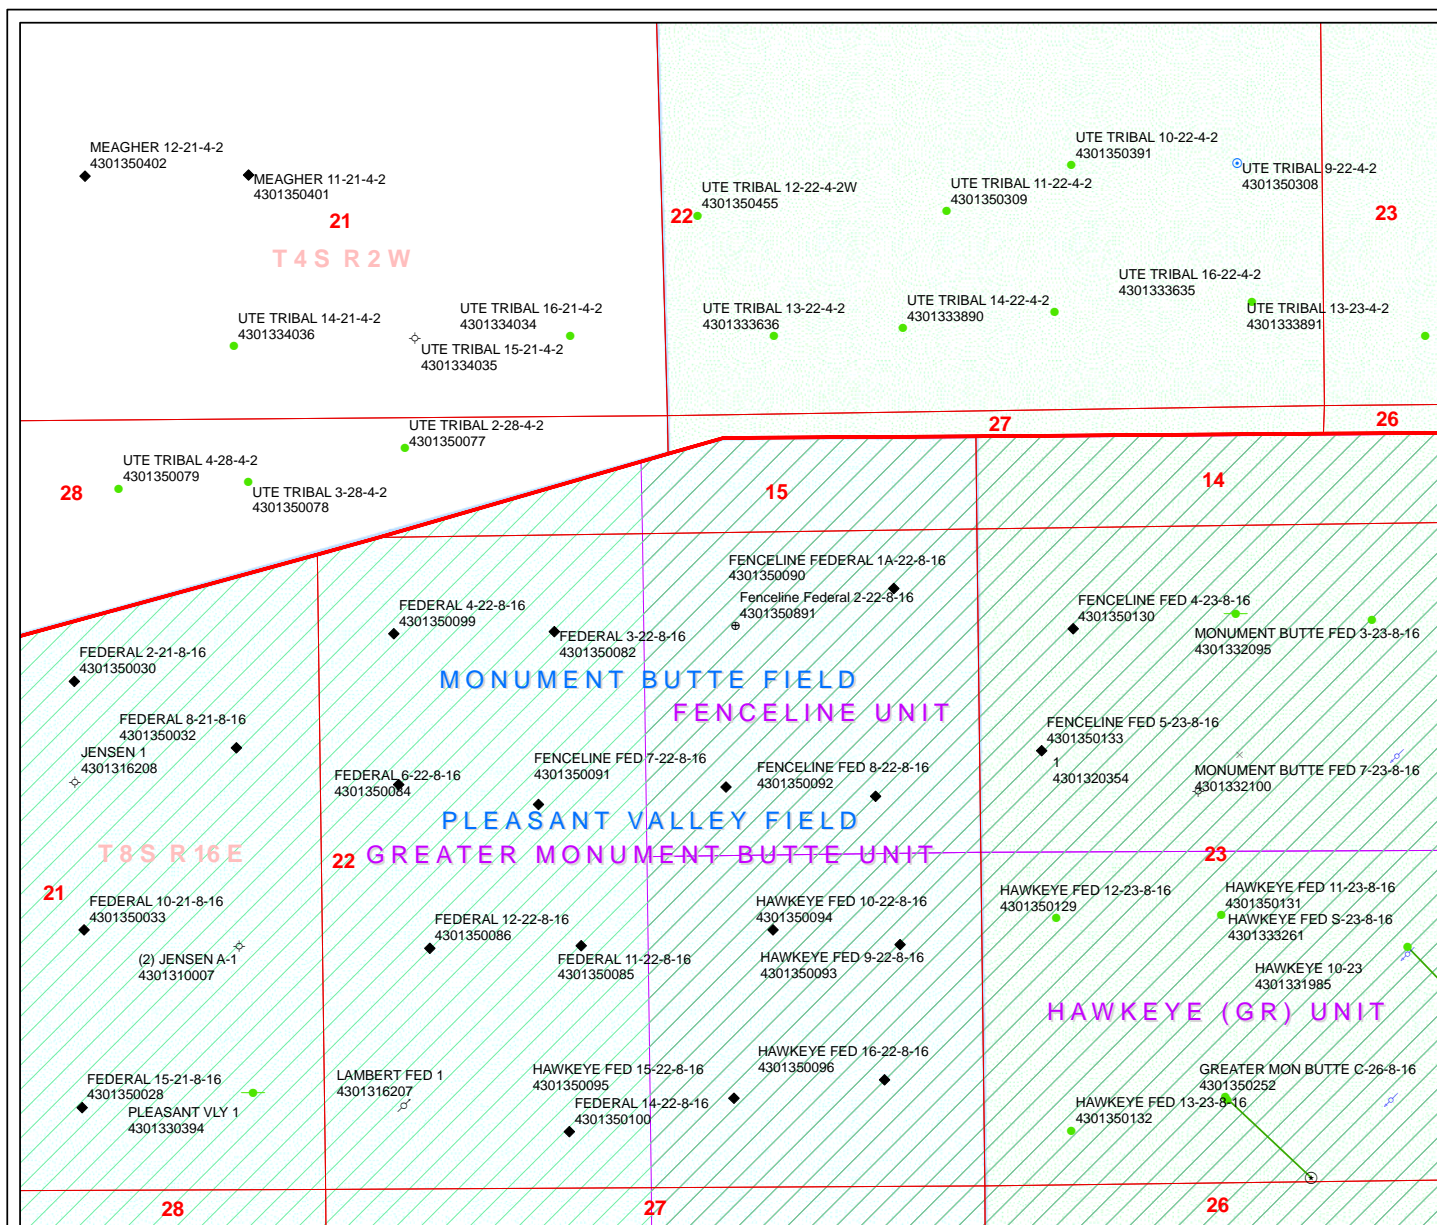 MEAGHER 12-21-4-2
4301350402
MEAGHER 11-21-4-2
4301350401
21
T4S R2W
UTE TRIBAL 14-21-4-2
4301334036
UTE TRIBAL 16-21-4-2
4301334034
UTE TRIBAL 15-21-4-2
4301334035
UTE TRIBAL 10-22-4-2
4301350391
UTE TRIBAL 9-22-4-2
4301350308
UTE TRIBAL 12-22-4-2W
4301350455
UTE TRIBAL 11-22-4-2
4301350309
22
23
UTE TRIBAL 16-22-4-2
4301333635
UTE TRIBAL 13-22-4-2
4301333636
UTE TRIBAL 14-22-4-2
4301333890
UTE TRIBAL 13-23-4-2
4301333891
27
26
UTE TRIBAL 2-28-4-2
4301350077
UTE TRIBAL 4-28-4-2
4301350079
28
UTE TRIBAL 3-28-4-2
4301350078
15
14
FENCELINE FEDERAL 1A-22-8-16
4301350090
Fenceline Federal 2-22-8-16
4301350891
FEDERAL 4-22-8-16
4301350099
FEDERAL 3-22-8-16
4301350082
FENCELINE FED 4-23-8-16
4301350130
MONUMENT BUTTE FED 3-23-8-16
4301332095
FEDERAL 2-21-8-16
4301350030
MONUMENT BUTTE FIELD
FENCELINE UNIT
FEDERAL 8-21-8-16
4301350032
JENSEN 1
4301316208
FEDERAL 6-22-8-16
4301350084
FENCELINE FED 7-22-8-16
4301350091
FENCELINE FED 8-22-8-16
4301350092
FENCELINE FED 5-23-8-16
4301350133
1
4301320354
MONUMENT BUTTE FED 7-23-8-16
4301332100
PLEASANT VALLEY FIELD
T8S R16E
22
GREATER MONUMENT BUTTE UNIT
23
21
FEDERAL 10-21-8-16
4301350033
(2) JENSEN A-1
4301310007
FEDERAL 12-22-8-16
4301350086
FEDERAL 11-22-8-16
4301350085
HAWKEYE FED 10-22-8-16
4301350094
HAWKEYE FED 9-22-8-16
4301350093
HAWKEYE FED 12-23-8-16
4301350129
HAWKEYE FED 11-23-8-16
4301350131
HAWKEYE FED S-23-8-16
4301333261
HAWKEYE 10-23
4301331985
HAWKEYE (GR) UNIT
FEDERAL 15-21-8-16
4301350028
PLEASANT VLY 1
4301330394
LAMBERT FED 1
4301316207
HAWKEYE FED 15-22-8-16
4301350095
FEDERAL 14-22-8-16
4301350100
HAWKEYE FED 16-22-8-16
4301350096
GREATER MON BUTTE C-26-8-16
4301350252
HAWKEYE FED 13-23-8-16
4301350132
28
27
26